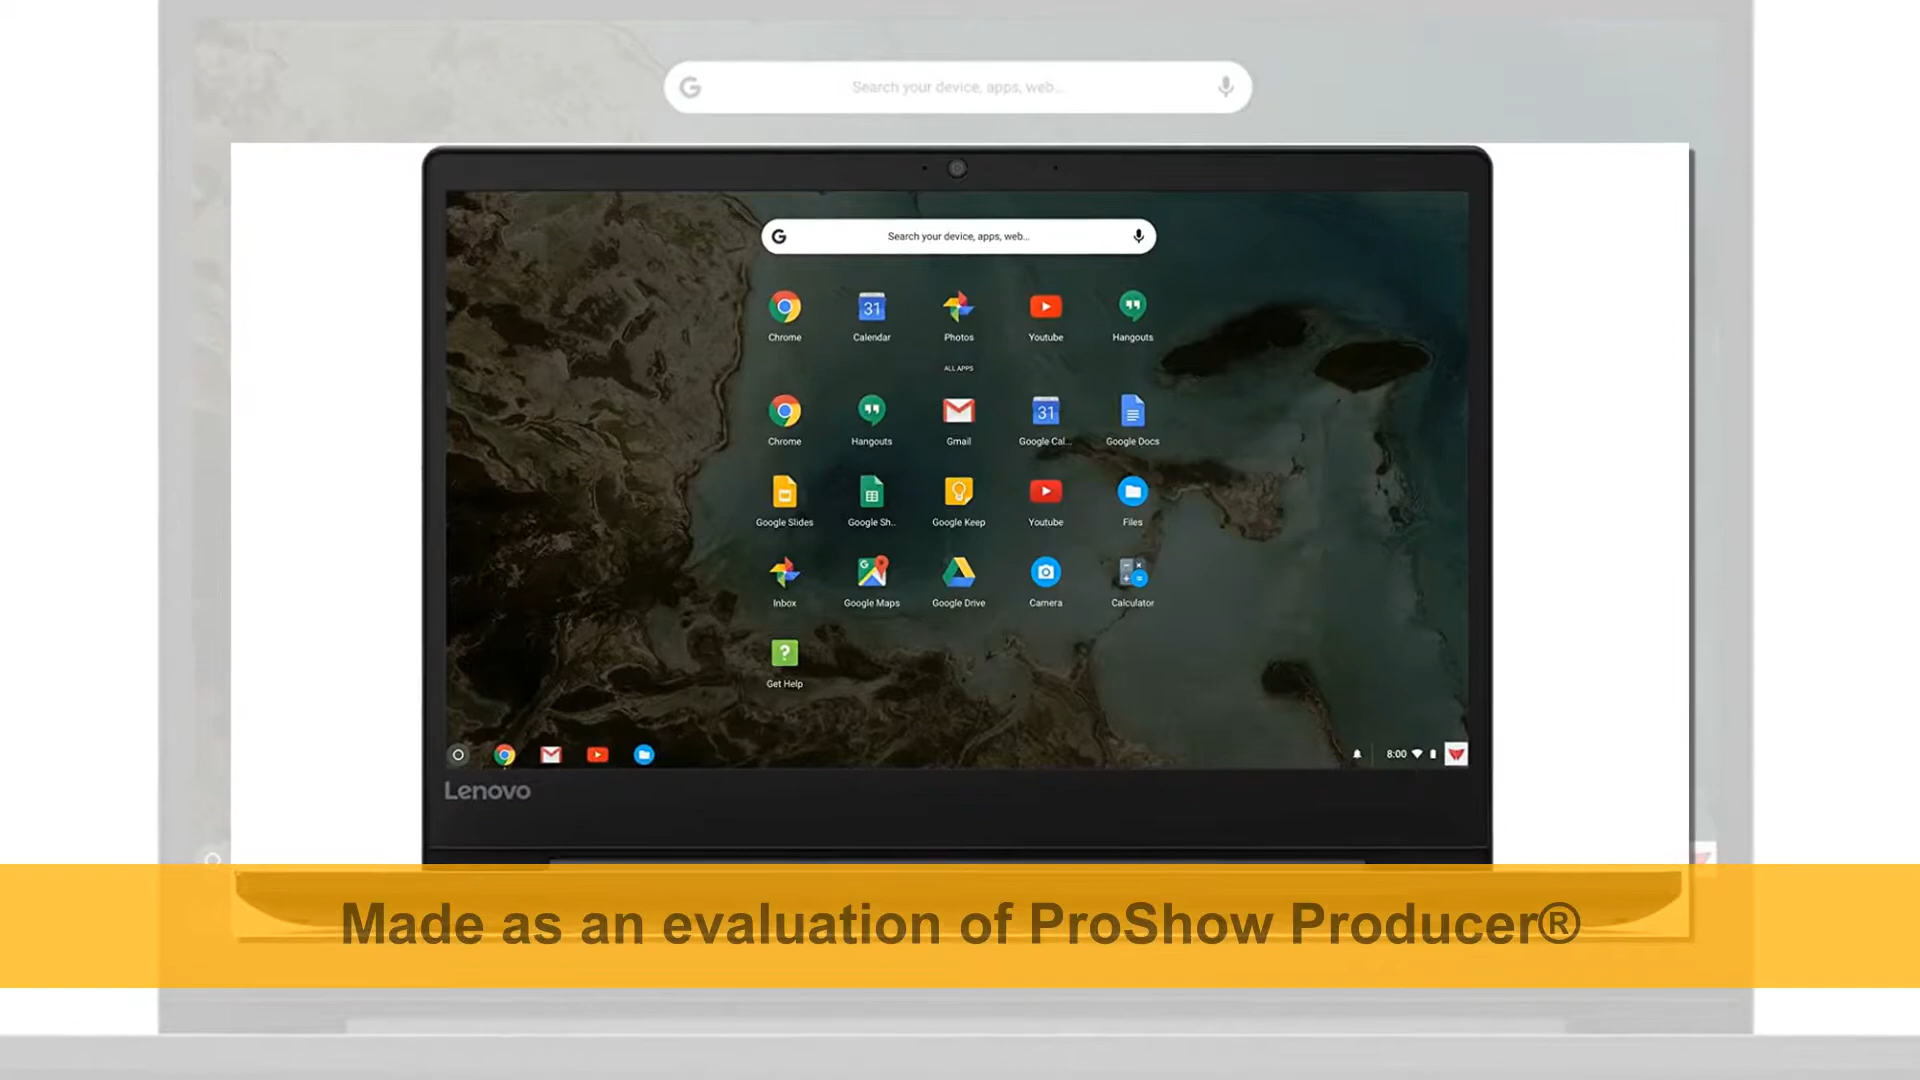 Search your device, apps, web...
Search your device, apps, web...
Chrome
31
Calendar
Photos
Youtube
Hangouts
ALL APPS
Chrome
Hangouts
Gmail
31
Google Cal...
Google Docs
Google Slides
Google Sh..
Google Keep
Youtube
Files
Inbox
Google Maps
Google Drive
Camera
Calculator
Get Help
8:00
Lenovo
Made as an evaluation of ProShow Producer®